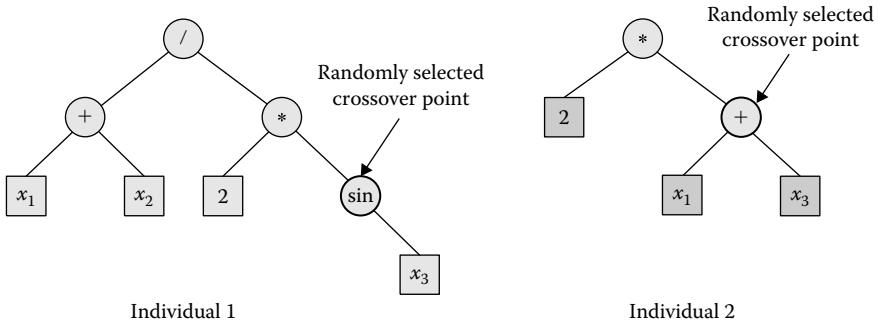 Randomly selected
crossover point
/
+
*
x₁
x₂
2
sin
x₃
Individual 1
Randomly selected
crossover point
*
2
+
x₁
x₃
Individual 2